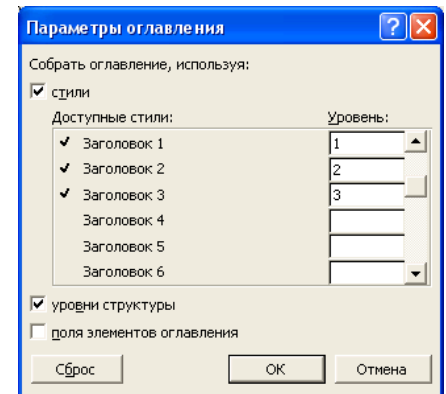 Параметры оглавления
Собрать оглавление, используя:
стили
Доступные стили: Уровень:
Заголовок 1 1
Заголовок 2 2
Заголовок 3 3
Заголовок 4
Заголовок 5
Заголовок 6
уровни структуры
поля элементов оглавления
Сброс ОК Отмена